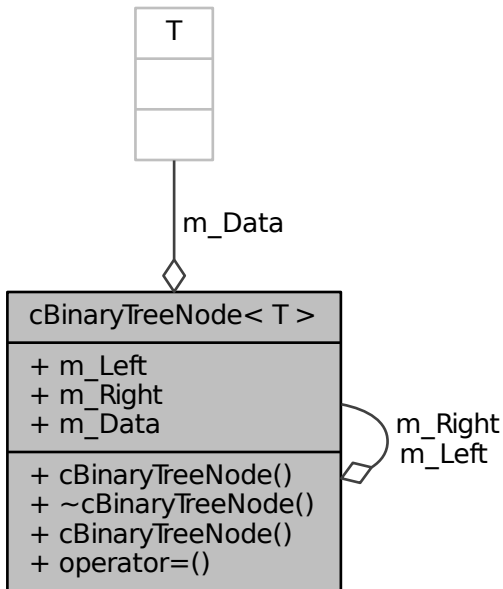 T
m_Data
cBinaryTreeNode< T >
+ m_Left
+ m_Right
+ m_Data
+ cBinaryTreeNode()
+ ~cBinaryTreeNode()
+ cBinaryTreeNode()
+ operator=()
m_Right
m_Left